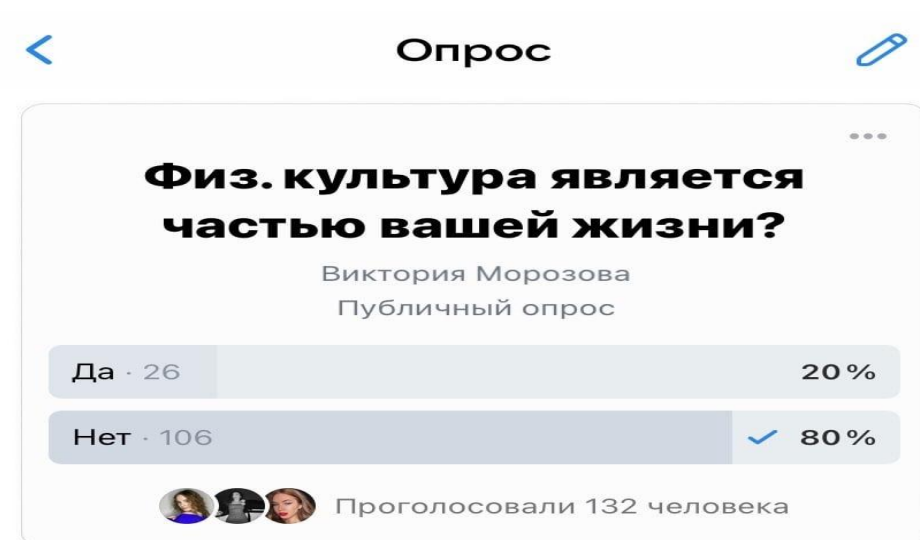 Опрос
Физ. культура является
частью вашей жизни?
Виктория Морозова
Публичный опрос
Да · 26 20%
Нет · 106 80%
Проголосовали 132 человека